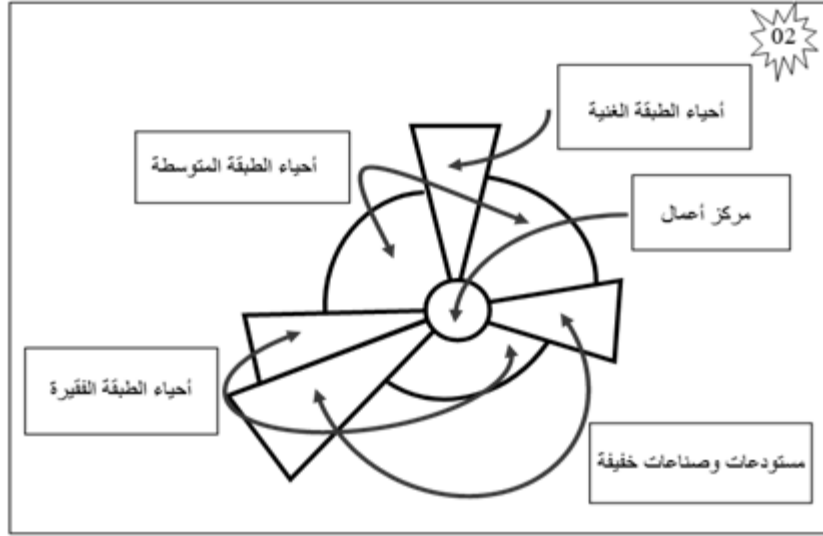 02
أحياء الطبقة الغنية
أحياء الطبقة المتوسطة
مركز أعمال
أحياء الطبقة الفقيرة
مستودعات وصناعات خفيفة